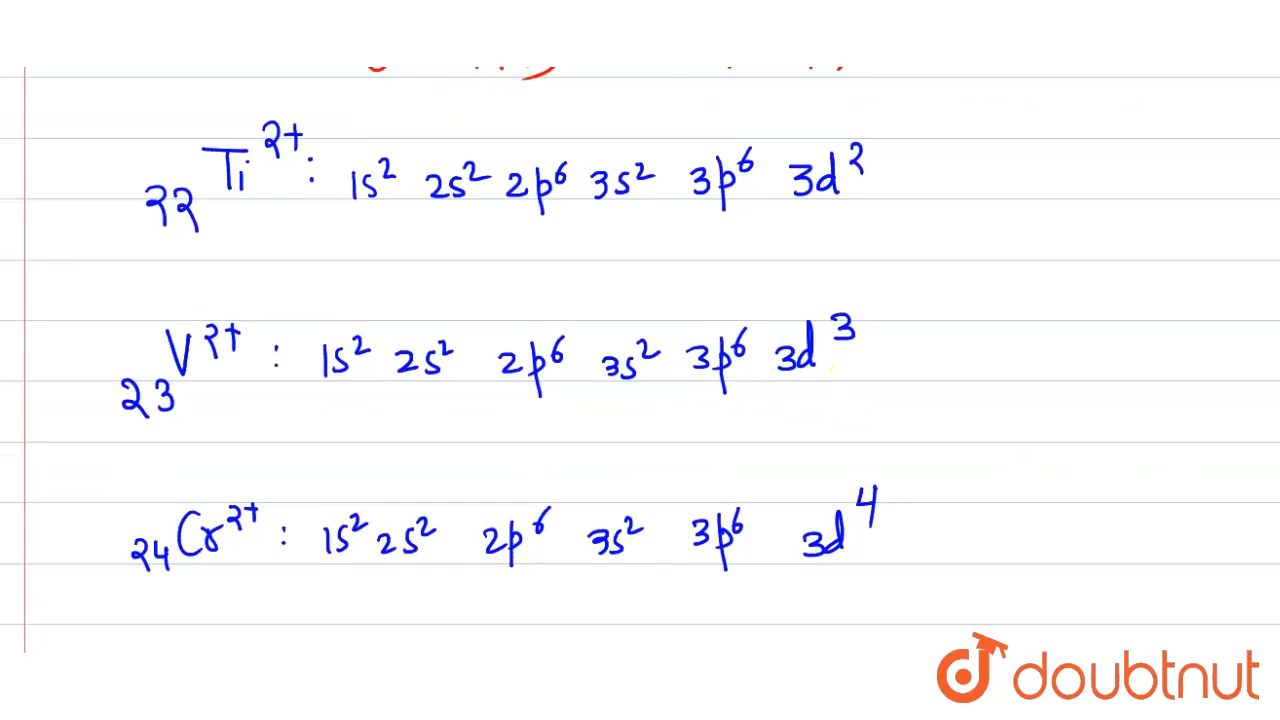 ₂₂Ti²⁺: 1s² 2s² 2p⁶ 3s² 3p⁶ 3d²
₂₃V²⁺: 1s² 2s² 2p⁶ 3s² 3p⁶ 3d³
₂₄Cr²⁺: 1s² 2s² 2p⁶ 3s² 3p⁶ 3d⁴
doubtnut